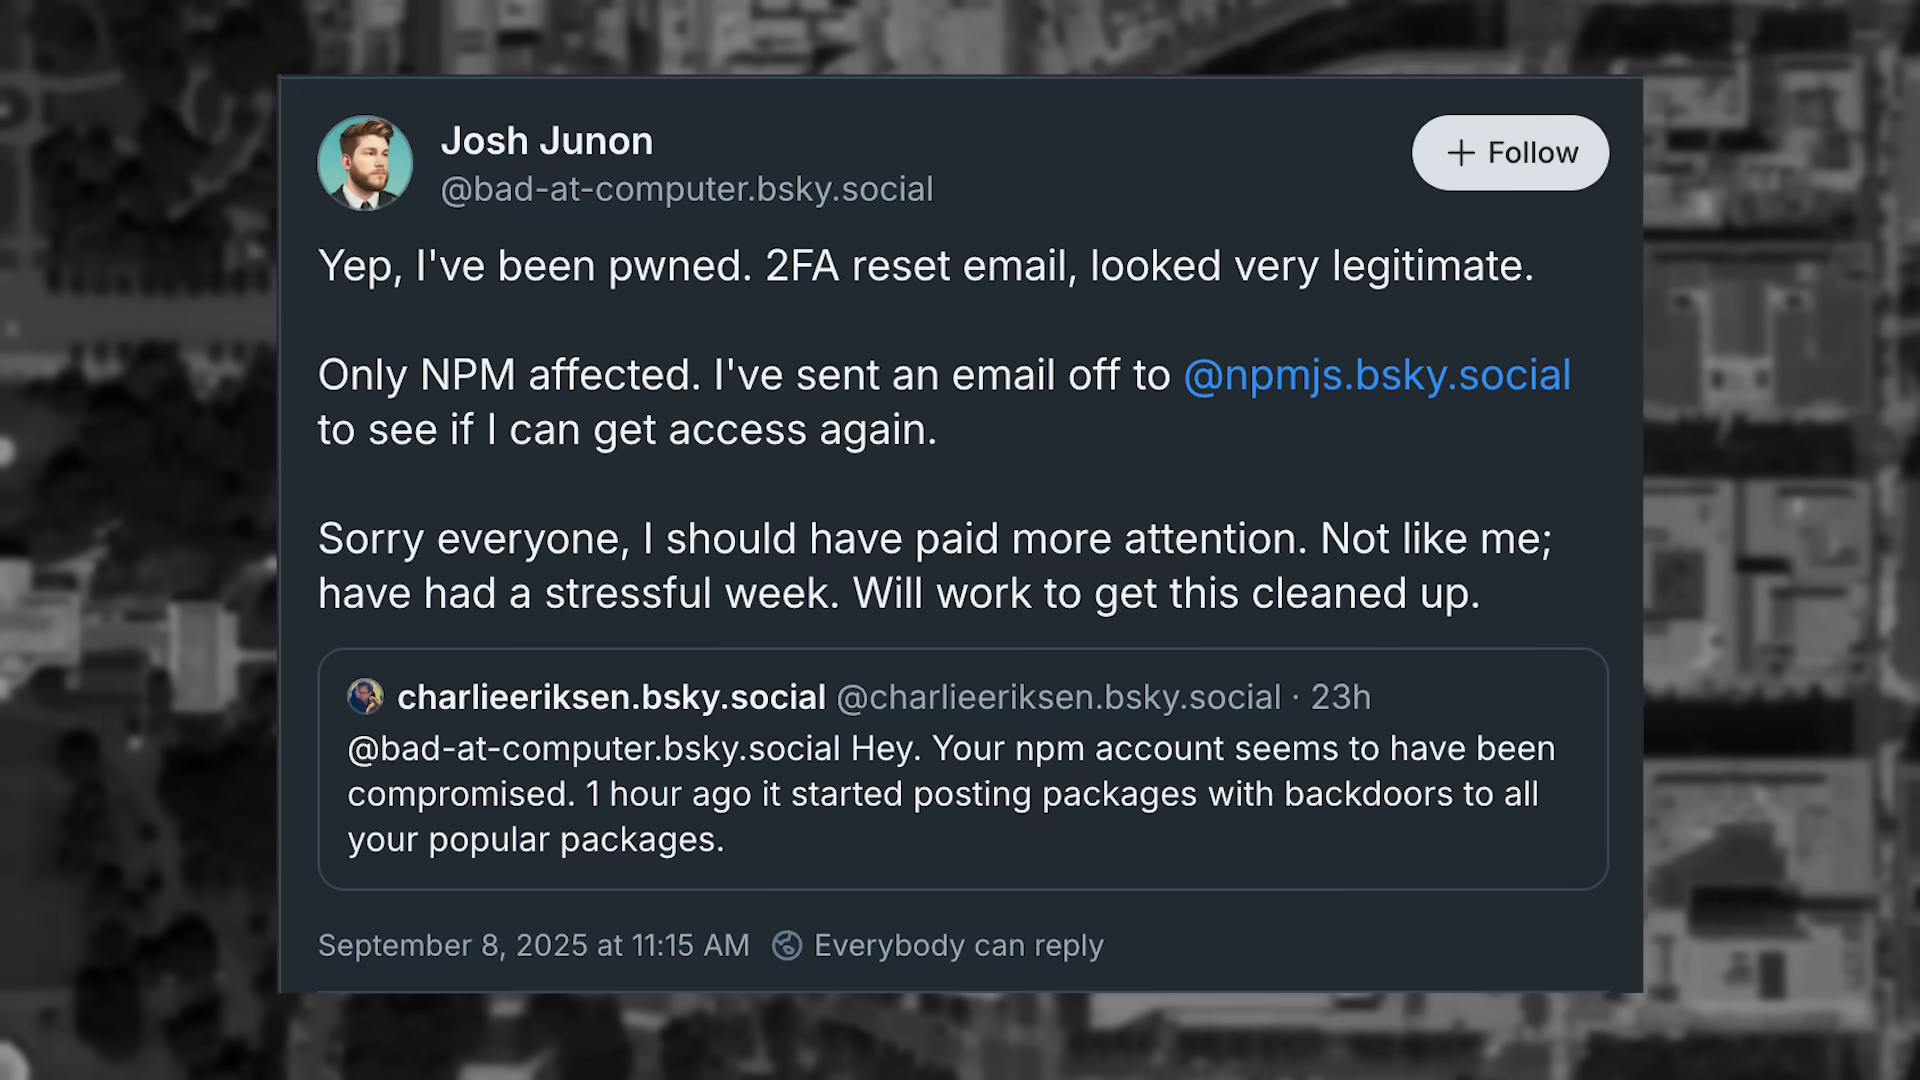 Josh Junon
@bad-at-computer.bsky.social
+ Follow
Yep, I've been pwned. 2FA reset email, looked very legitimate.
Only NPM affected. I've sent an email off to @npmjs.bsky.social
to see if I can get access again.
Sorry everyone, I should have paid more attention. Not like me;
have had a stressful week. Will work to get this cleaned up.
charlieeriksen.bsky.social @charlieeriksen.bsky.social · 23h
@bad-at-computer.bsky.social Hey. Your npm account seems to have been
compromised. 1 hour ago it started posting packages with backdoors to all
your popular packages.
September 8, 2025 at 11:15 AM Everybody can reply